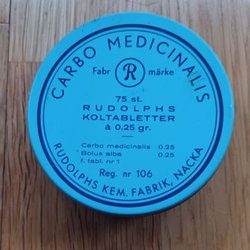 CARBO MEDICINALIS
Fabr R märke
75 st.
RUDOLPHS
KOLTABLETTER
à 0.25 gr.
Carbo medicinalis 0.25
Bolus alba 0.25
f. tabl. nr 1
Reg. nr 106
RUDOLPHS KEM. FABRIK, NACKA